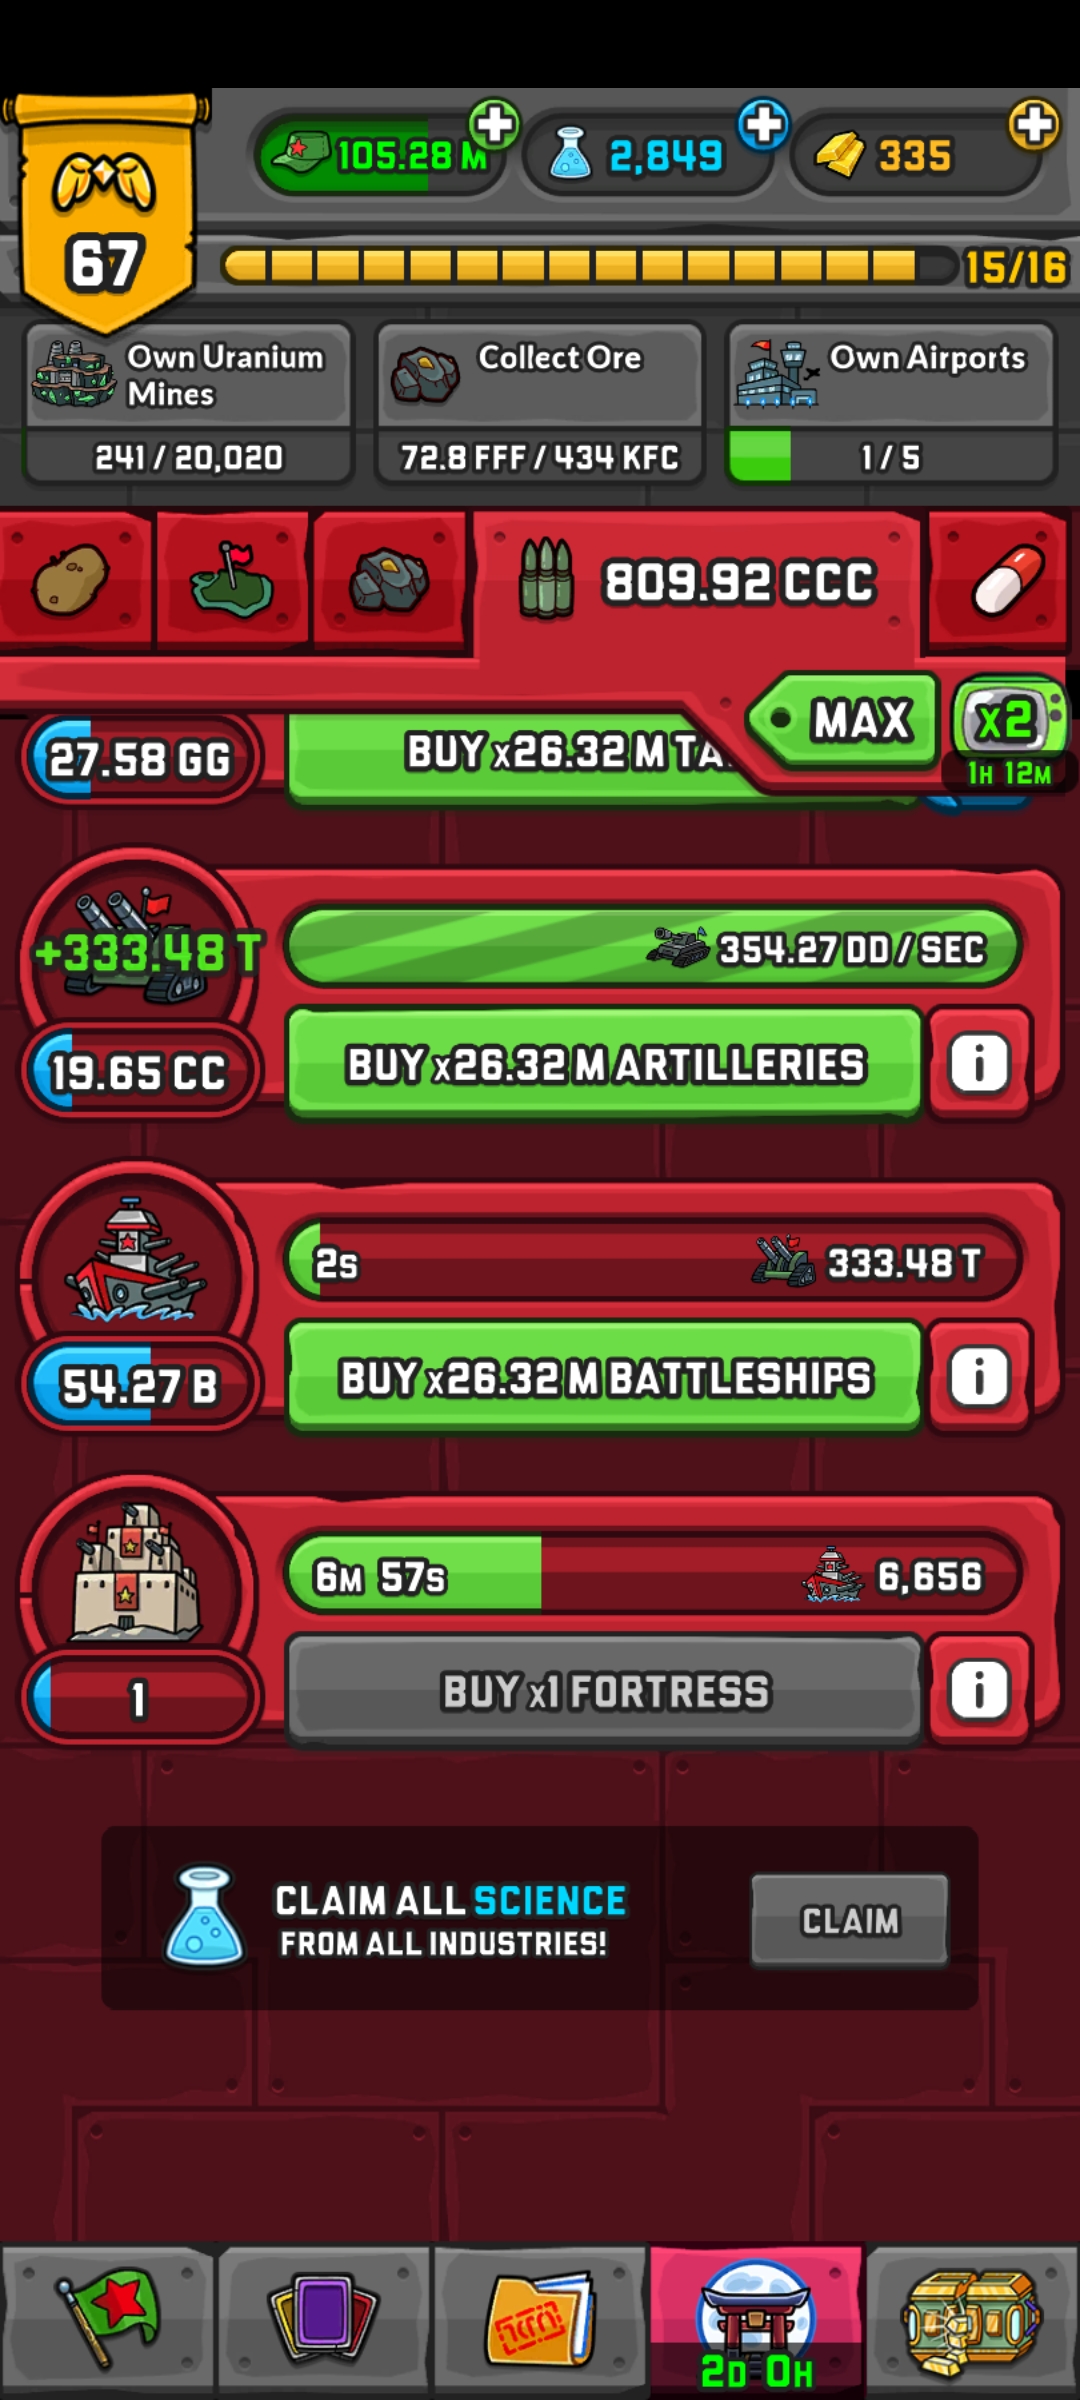 67
105.28 M
2,849
335
15/16
Own Uranium
Mines
241 / 20,020
Collect Ore
72.8 FFF / 434 KFC
Own Airports
1 / 5
809.92 CCC
MAX
x2
1H 12M
27.58 GG
BUY x26.32 M TA
+333.48 T
354.27 DD / SEC
19.65 CC
BUY x26.32 M ARTILLERIES
i
2s
333.48 T
54.27 B
BUY x26.32 M BATTLESHIPS
i
6M 57s
6,656
1
BUY x1 FORTRESS
i
CLAIM ALL SCIENCE
FROM ALL INDUSTRIES!
CLAIM
2D 0H